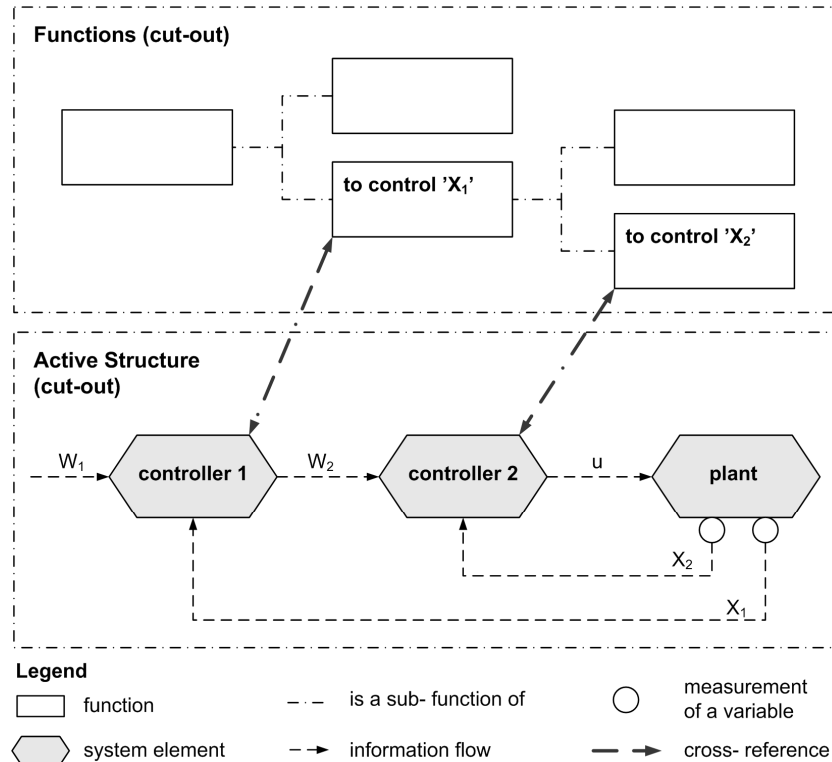 Functions (cut-out)
to control ’X₁’
to control ’X₂’
Active Structure
(cut-out)
W₁
controller 1
W₂
controller 2
u
plant
X₂
X₁
Legend
function
is a sub- function of
measurement
of a variable
system element
information flow
cross- reference